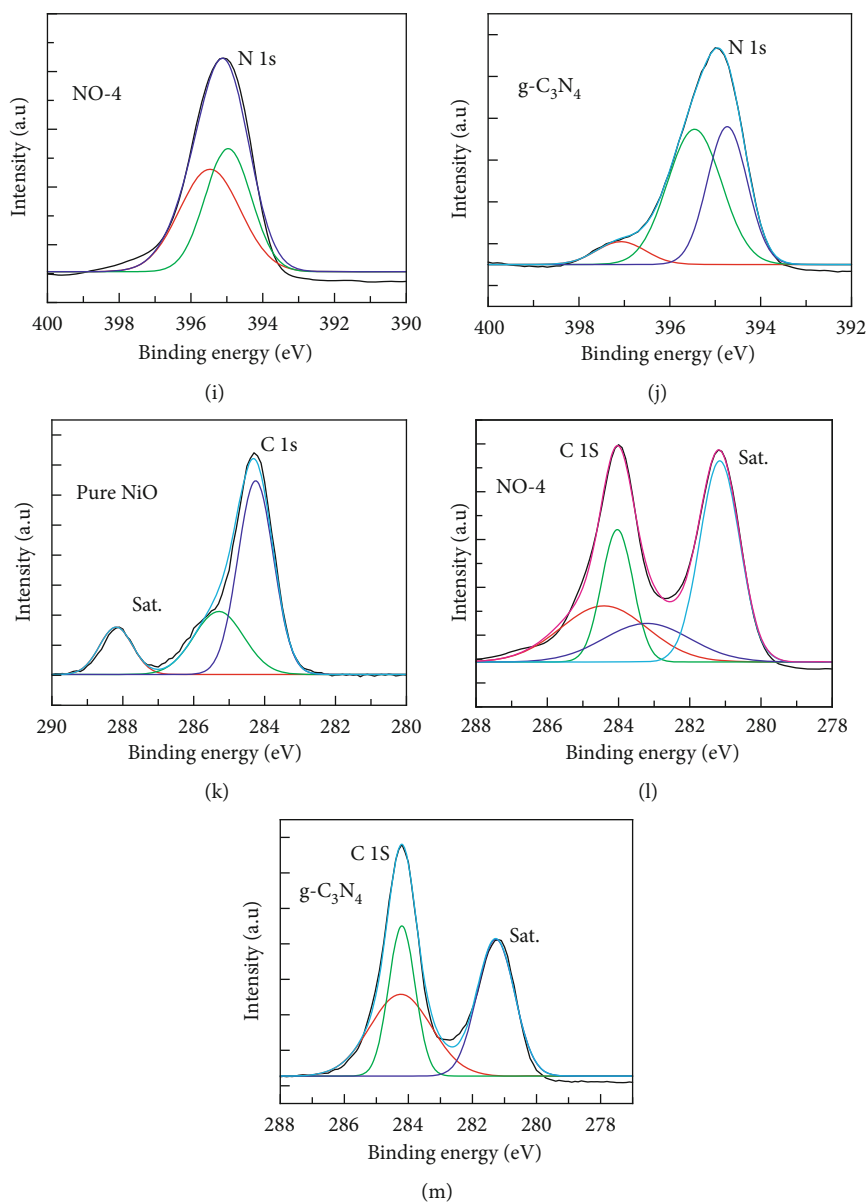 N 1s
NO-4
Intensity (a.u)
400 398 396 394 392 390
Binding energy (eV)
(i)
N 1s
g-C₃N₄
Intensity (a.u)
400 398 396 394 392
Binding energy (eV)
(j)
C 1s
Pure NiO
Sat.
Intensity (a.u)
290 288 286 284 282 280
Binding energy (eV)
(k)
C 1S
Sat.
NO-4
Intensity (a.u)
288 286 284 282 280 278
Binding energy (eV)
(l)
C 1S
g-C₃N₄
Sat.
Intensity (a.u)
288 286 284 282 280 278
Binding energy (eV)
(m)